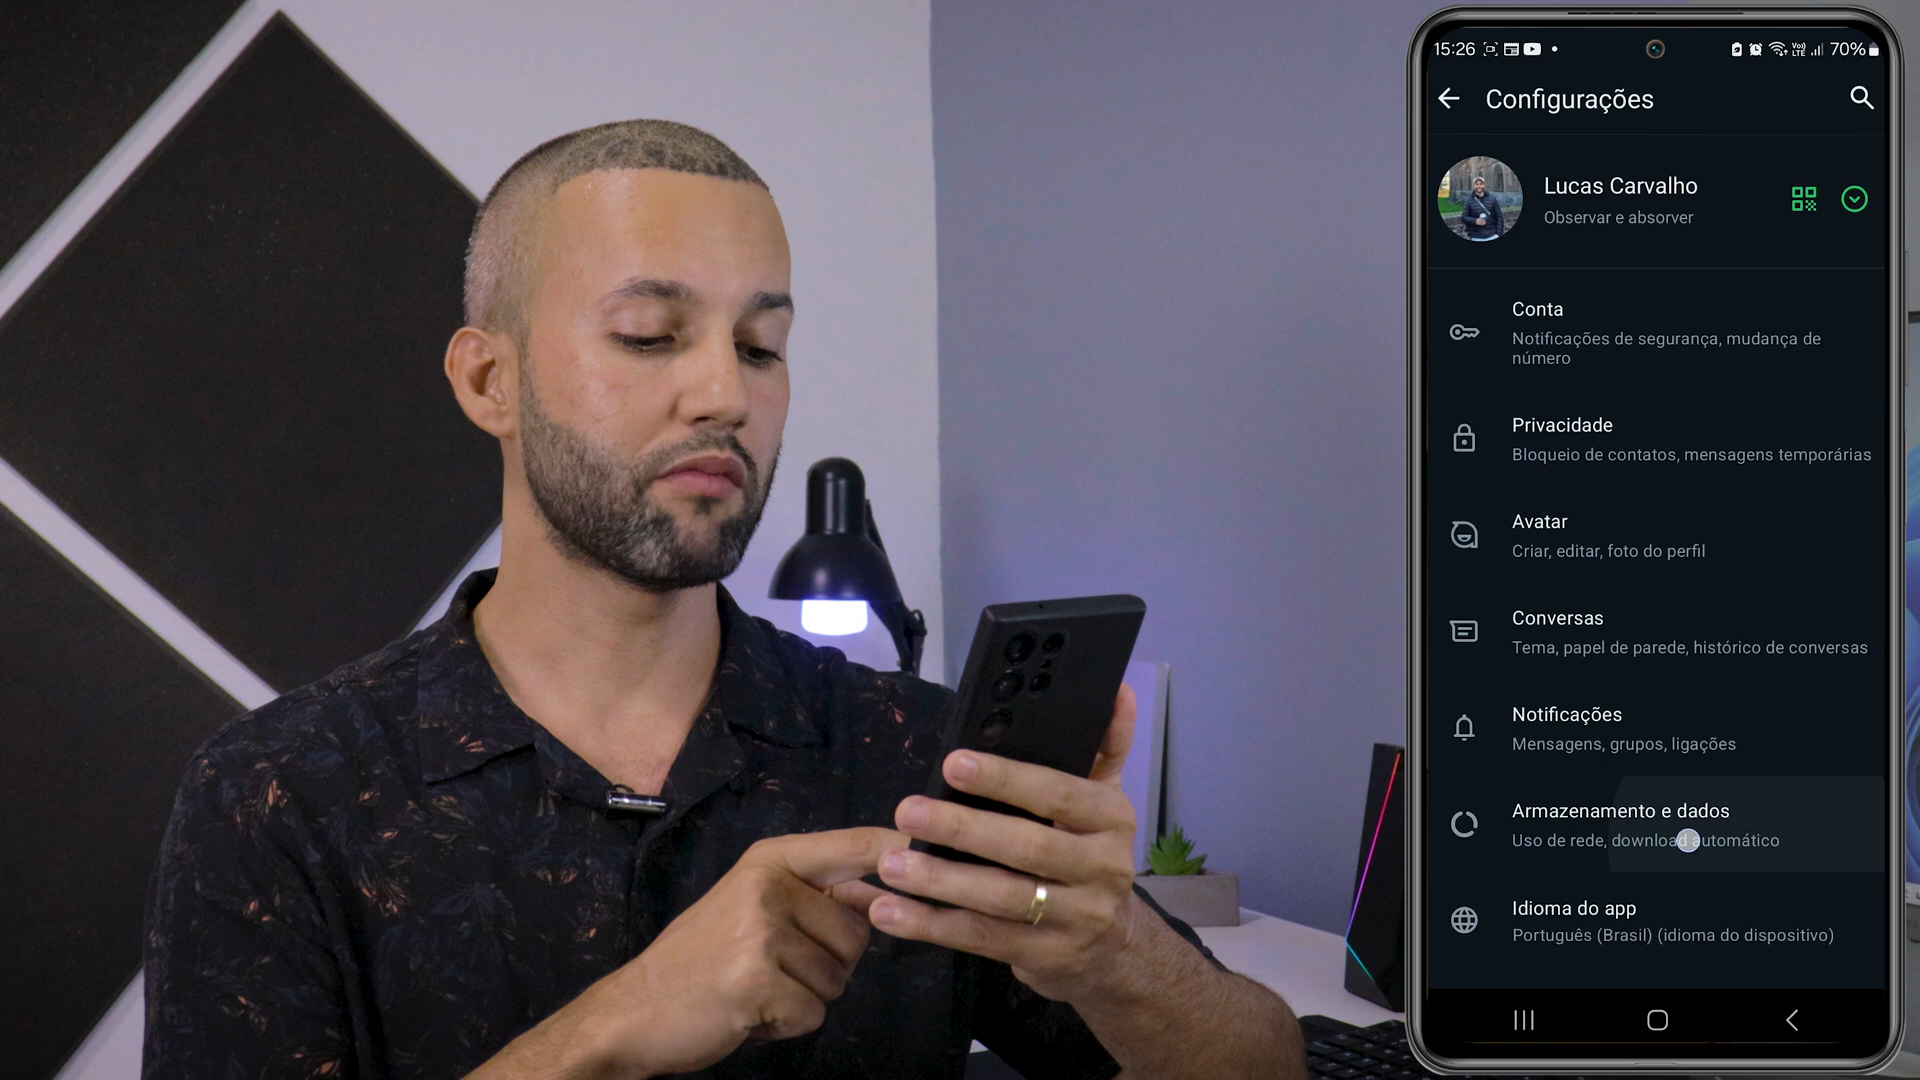 15:26
Vo))
LTE
70%
Configurações
Lucas Carvalho
Observar e absorver
Conta
Notificações de segurança, mudança de
número
Privacidade
Bloqueio de contatos, mensagens temporárias
Avatar
Criar, editar, foto do perfil
Conversas
Tema, papel de parede, histórico de conversas
Notificações
Mensagens, grupos, ligações
Armazenamento e dados
Uso de rede, download automático
Idioma do app
Português (Brasil) (idioma do dispositivo)